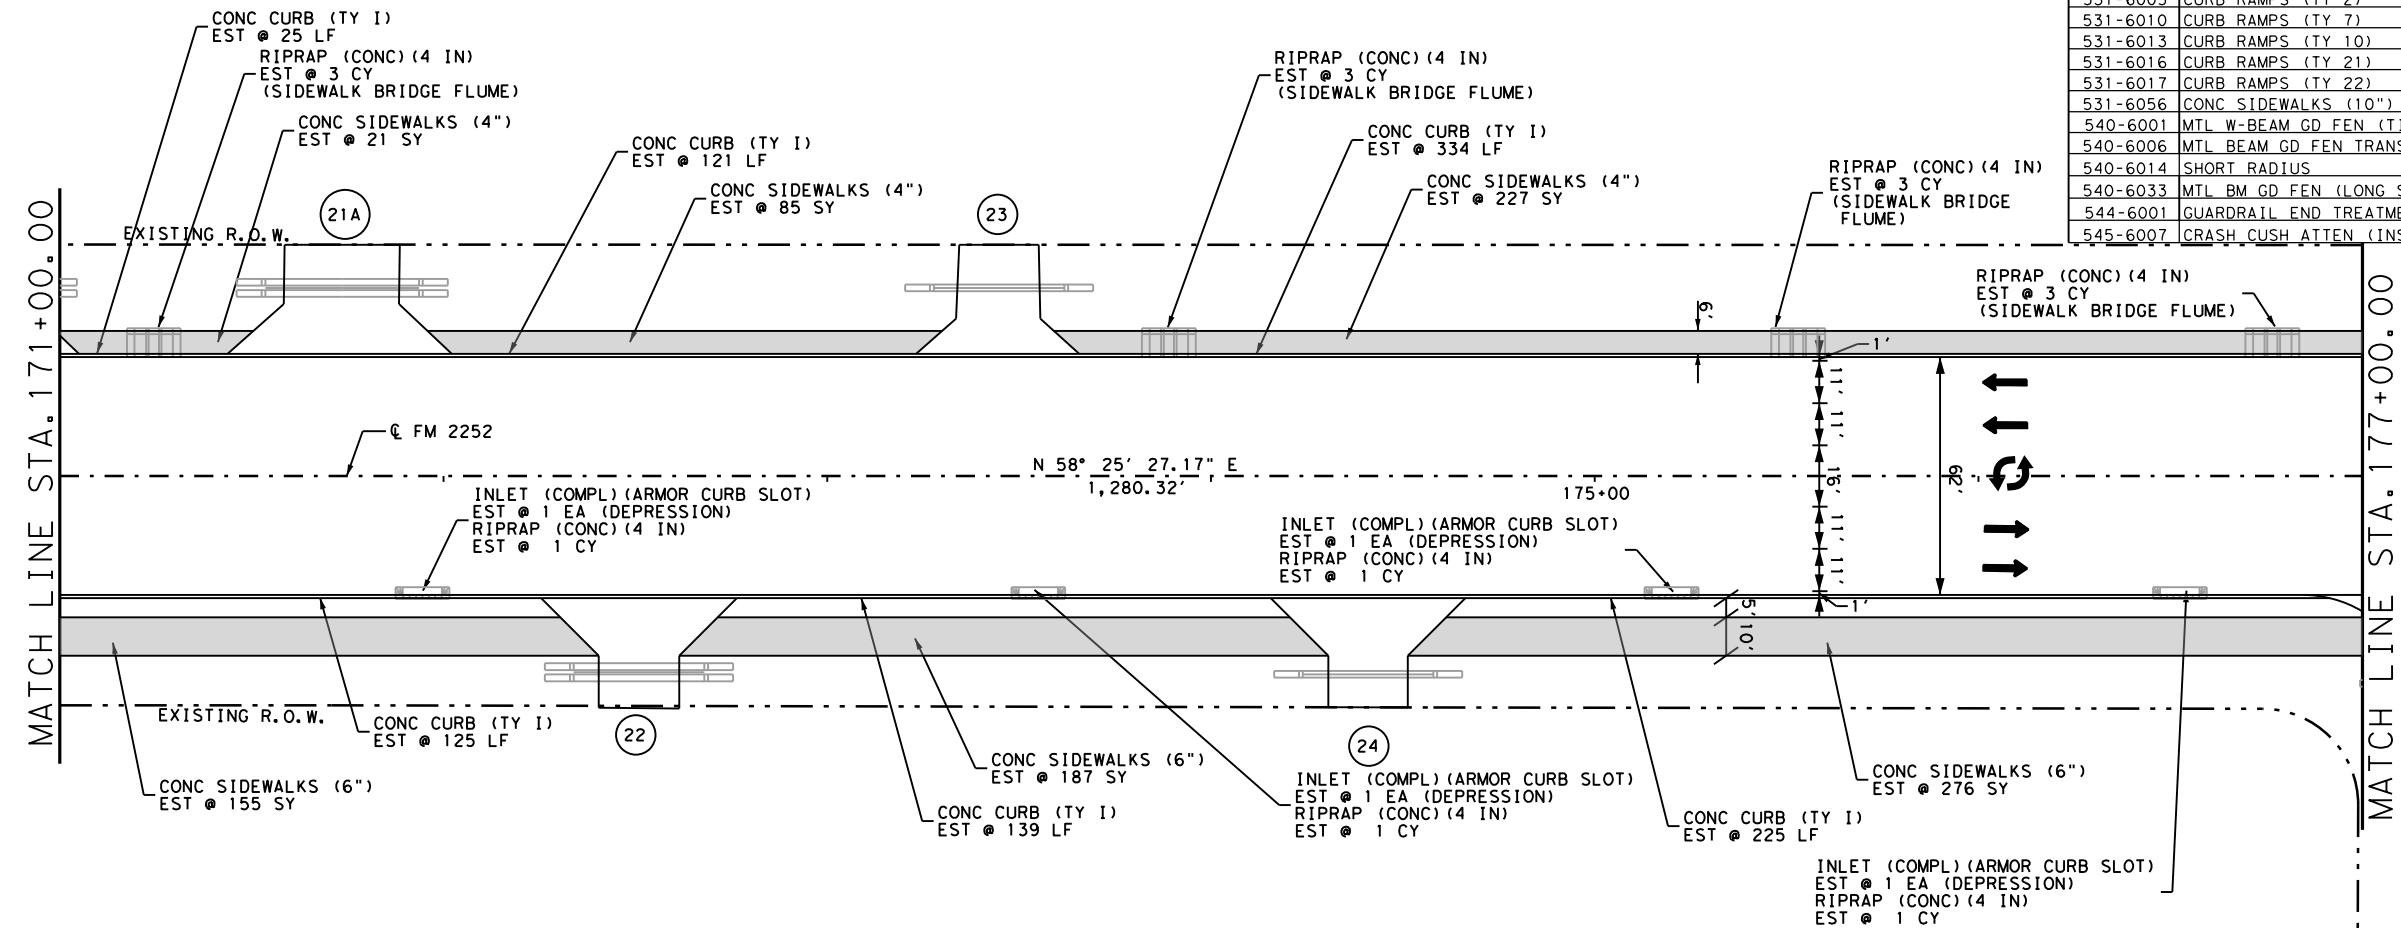 CONC CURB (TY I)
EST @ 25 LF
RIPRAP (CONC)(4 IN)
EST @ 3 CY
(SIDEWALK BRIDGE FLUME)
CONC SIDEWALKS (4")
EST @ 21 SY
CONC CURB (TY I)
EST @ 121 LF
CONC SIDEWALKS (4")
EST @ 85 SY
RIPRAP (CONC)(4 IN)
EST @ 3 CY
(SIDEWALK BRIDGE FLUME)
CONC CURB (TY I)
EST @ 334 LF
CONC SIDEWALKS (4")
EST @ 227 SY
RIPRAP (CONC)(4 IN)
EST @ 3 CY
(SIDEWALK BRIDGE
FLUME)
RIPRAP (CONC)(4 IN)
EST @ 3 CY
(SIDEWALK BRIDGE FLUME)
531-6005 CURB RAMPS (TY 2)
531-6010 CURB RAMPS (TY 7)
531-6013 CURB RAMPS (TY 10)
531-6016 CURB RAMPS (TY 21)
531-6017 CURB RAMPS (TY 22)
531-6056 CONC SIDEWALKS (10")
540-6001 MTL W-BEAM GD FEN (TI
540-6006 MTL BEAM GD FEN TRANS
540-6014 SHORT RADIUS
540-6033 MTL BM GD FEN (LONG S
544-6001 GUARDRAIL END TREATME
545-6007 CRASH CUSH ATTEN (INS
MATCH LINE STA. 171+00.00
EXISTING R.O.W.
21A
23
6'
1'
11'
11'
16'
11'
11'
1'
62'
5'
10'
℄ FM 2252
N 58° 25' 27.17" E
1,280.32'
175+00
MATCH LINE STA. 177+00.00
INLET (COMPL)(ARMOR CURB SLOT)
EST @ 1 EA (DEPRESSION)
RIPRAP (CONC)(4 IN)
EST @ 1 CY
INLET (COMPL)(ARMOR CURB SLOT)
EST @ 1 EA (DEPRESSION)
RIPRAP (CONC)(4 IN)
EST @ 1 CY
EXISTING R.O.W.
22
24
CONC CURB (TY I)
EST @ 125 LF
CONC SIDEWALKS (6")
EST @ 155 SY
CONC SIDEWALKS (6")
EST @ 187 SY
CONC CURB (TY I)
EST @ 139 LF
INLET (COMPL)(ARMOR CURB SLOT)
EST @ 1 EA (DEPRESSION)
RIPRAP (CONC)(4 IN)
EST @ 1 CY
CONC SIDEWALKS (6")
EST @ 276 SY
CONC CURB (TY I)
EST @ 225 LF
INLET (COMPL)(ARMOR CURB SLOT)
EST @ 1 EA (DEPRESSION)
RIPRAP (CONC)(4 IN)
EST @ 1 CY